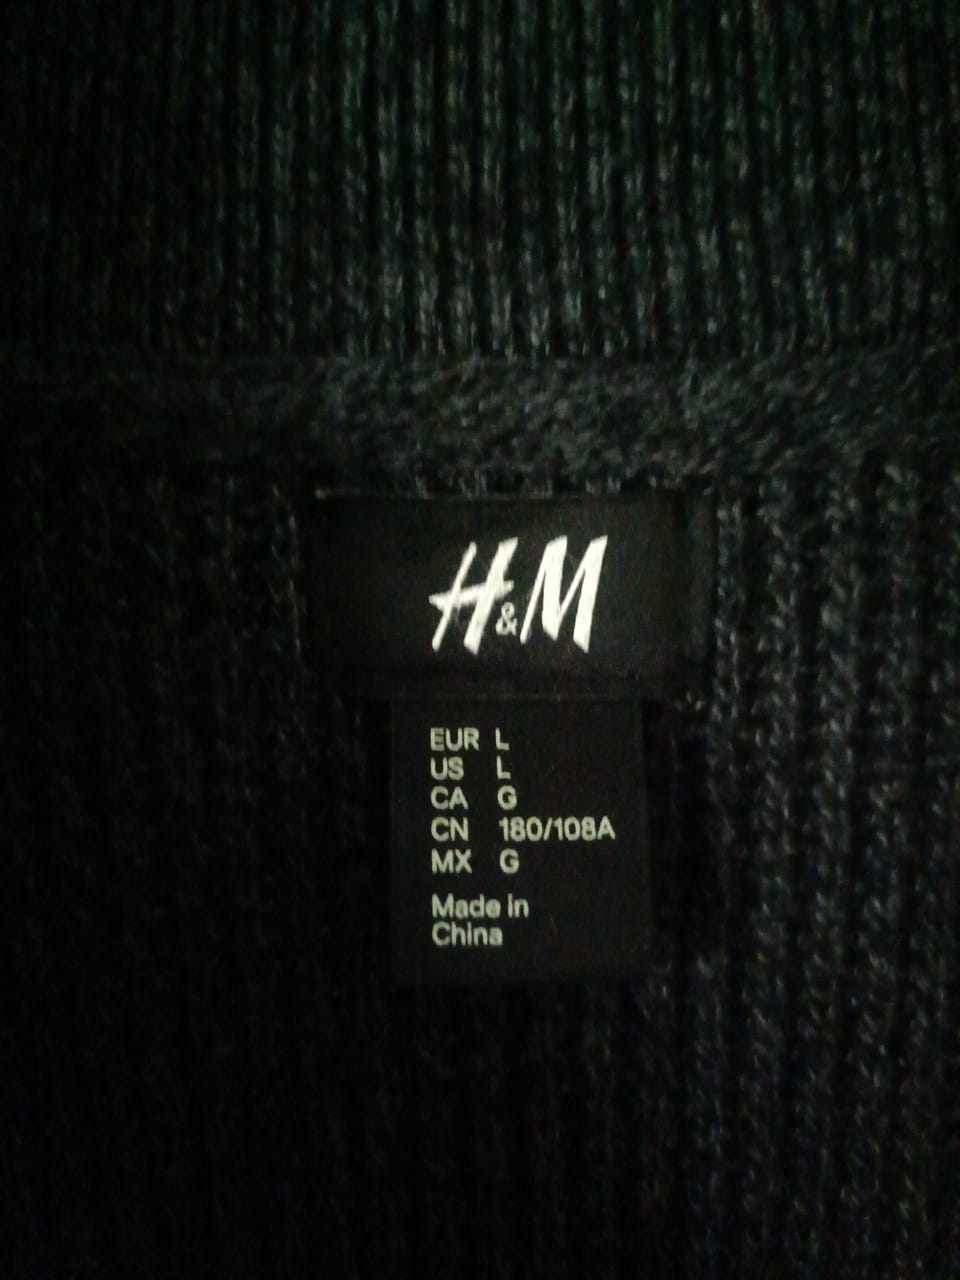 H&M
EUR L
US L
CA G
CN 180/108A
MX G
Made in
China